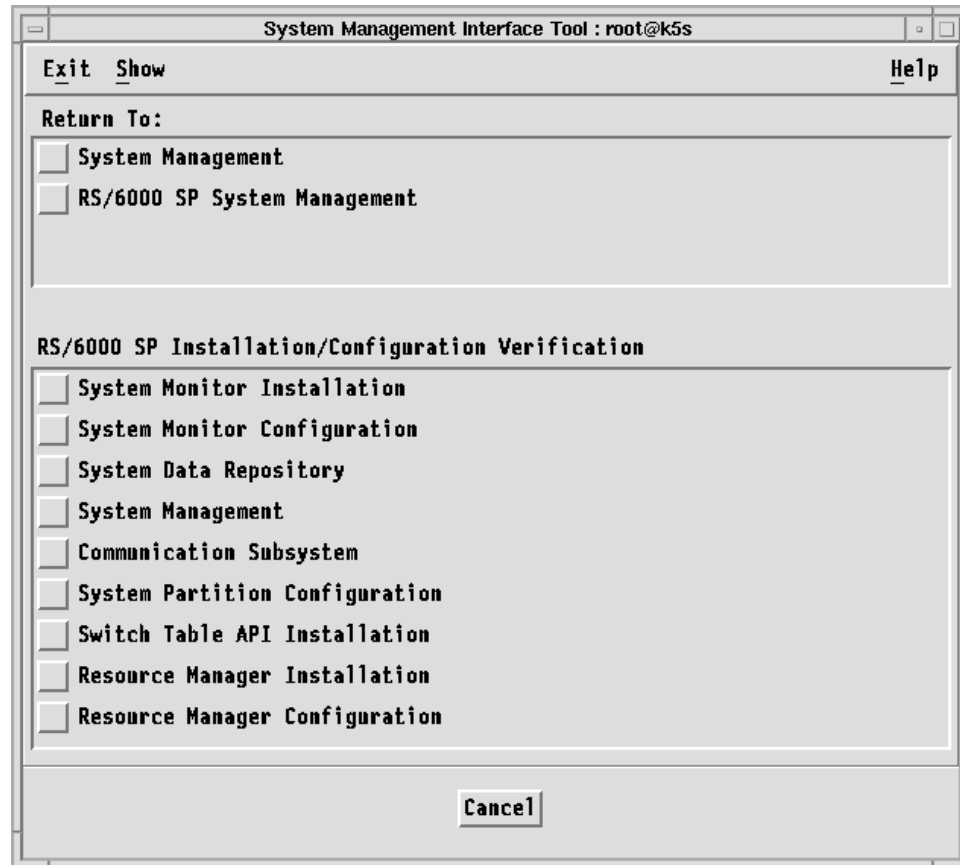 System Management Interface Tool : root@k5s
Exit Show Help
Return To:
System Management
RS/6000 SP System Management
RS/6000 SP Installation/Configuration Verification
System Monitor Installation
System Monitor Configuration
System Data Repository
System Management
Communication Subsystem
System Partition Configuration
Switch Table API Installation
Resource Manager Installation
Resource Manager Configuration
Cancel